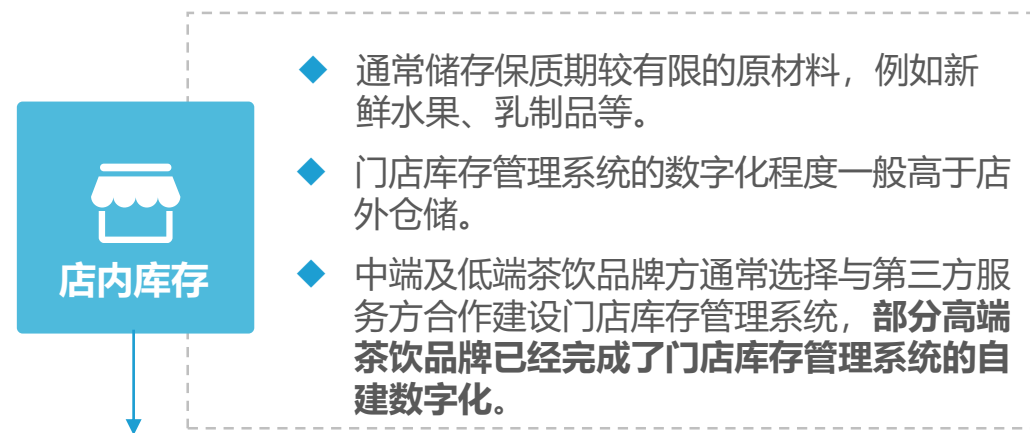 店内库存
通常储存保质期较有限的原材料，例如新
鲜水果、乳制品等。
门店库存管理系统的数字化程度一般高于店
外仓储。
中端及低端茶饮品牌方通常选择与第三方服
务方合作建设门店库存管理系统，部分高端
茶饮品牌已经完成了门店库存管理系统的自
建数字化。